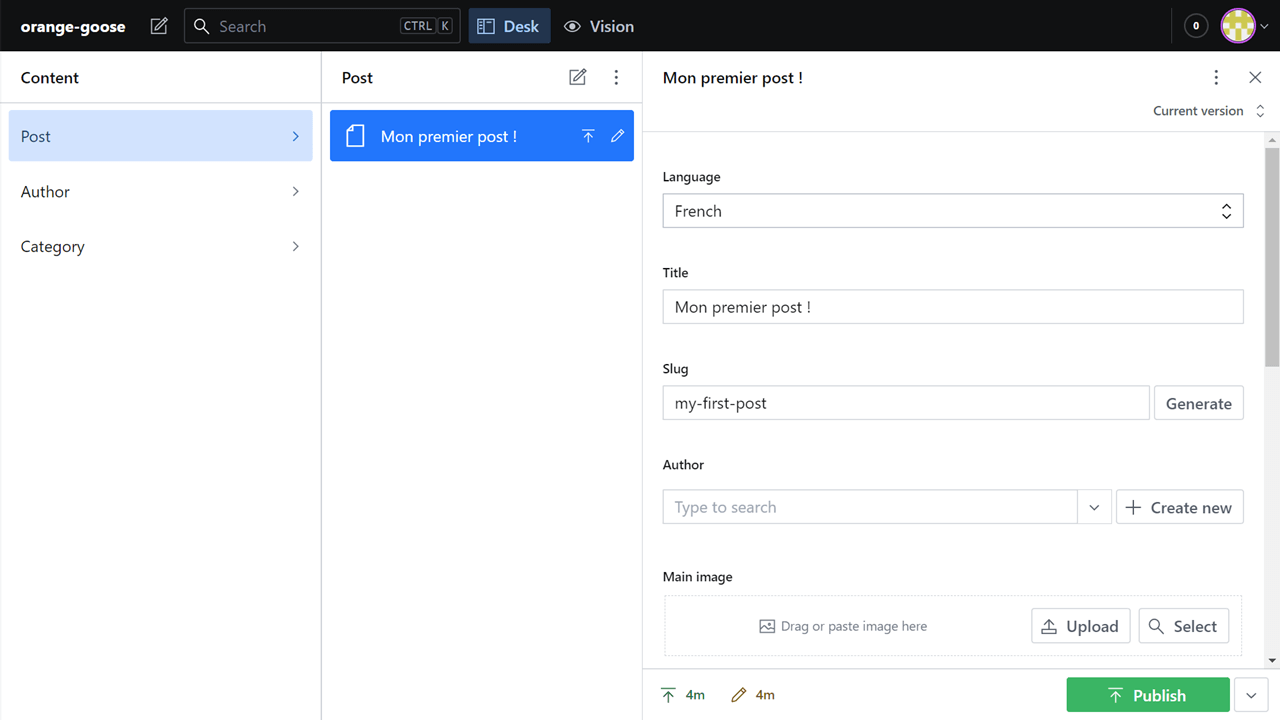 orange-goose
Search
CTRL K
Desk
Vision
0
Content
Post
Author
Category
Post
Mon premier post !
Mon premier post !
Current version
Language
French
Title
Mon premier post !
Slug
my-first-post
Generate
Author
Type to search
Create new
Main image
Drag or paste image here
Upload
Select
4m
4m
Publish